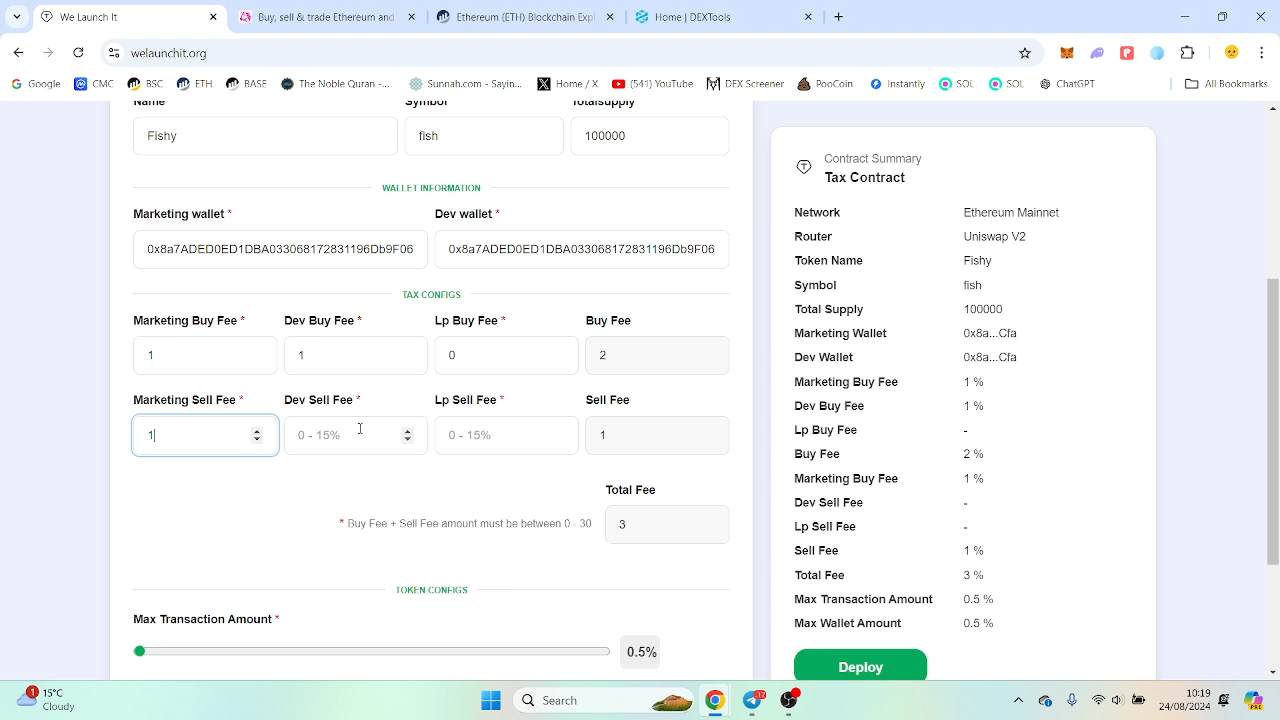 We Launch It
Buy, sell & trade Ethereum and
Ethereum (ETH) Blockchain Expl
Home | DEXTools
welaunchit.org
Google
CMC
BSC
ETH
BASE
The Noble Quran -...
Sunnah.com - Sayin...
Home / X
(541) YouTube
DEX Screener
PooCoin
Instantly
SOL
SOL
ChatGPT
All Bookmarks
Name
Symbol
Totalsupply
Fishy
fish
100000
WALLET INFORMATION
Marketing wallet *
Dev wallet *
0x8a7ADED0ED1DBA033068172831196Db9F06
0x8a7ADED0ED1DBA033068172831196Db9F06
TAX CONFIGS
Marketing Buy Fee *
Dev Buy Fee *
Lp Buy Fee *
Buy Fee
1
1
0
2
Marketing Sell Fee *
Dev Sell Fee *
Lp Sell Fee *
Sell Fee
1
0 - 15%
0 - 15%
1
Total Fee
* Buy Fee + Sell Fee amount must be between 0 - 30
3
TOKEN CONFIGS
Max Transaction Amount *
0.5%
Contract Summary
Tax Contract
Network Ethereum Mainnet
Router Uniswap V2
Token Name Fishy
Symbol fish
Total Supply 100000
Marketing Wallet 0x8a...Cfa
Dev Wallet 0x8a...Cfa
Marketing Buy Fee 1 %
Dev Buy Fee 1 %
Lp Buy Fee -
Buy Fee 2 %
Marketing Buy Fee 1 %
Dev Sell Fee -
Lp Sell Fee -
Sell Fee 1 %
Total Fee 3 %
Max Transaction Amount 0.5 %
Max Wallet Amount 0.5 %
Deploy
1
15°C
Cloudy
Search
17
10:19
24/08/2024